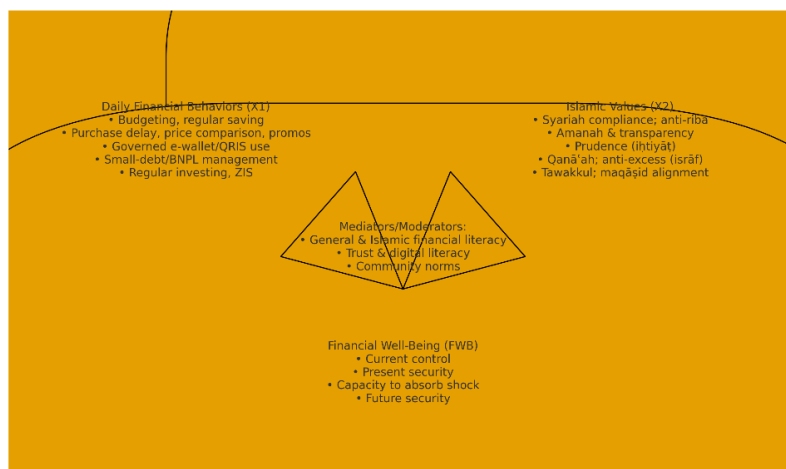 Daily Financial Behaviors (X1)
• Budgeting, regular saving
• Purchase delay, price comparison, promos
• Governed e-wallet/QRIS use
• Small-debt/BNPL management
• Regular investing, ZIS
Islamic Values (X2)
• Syariah compliance; anti-riba
• Amanah & transparency
• Prudence (iḥtiyāṭ)
• Qanāʿah; anti-excess (isrāf)
• Tawakkul; maqāṣid alignment
Mediators/Moderators:
• General & Islamic financial literacy
• Trust & digital literacy
• Community norms
Financial Well-Being (FWB)
• Current control
• Present security
• Capacity to absorb shock
• Future security